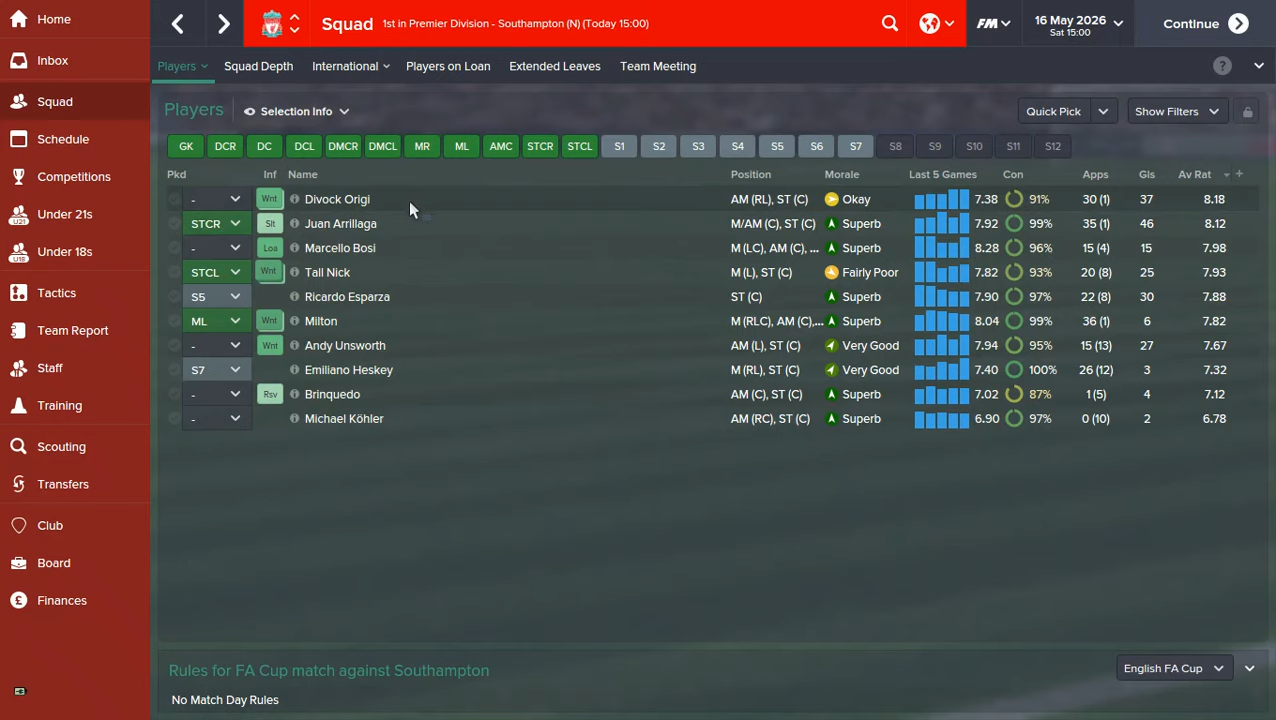 Home
Inbox
Squad
Schedule
Competitions
Under 21s
Under 18s
Tactics
Team Report
Staff
Training
Scouting
Transfers
Club
Board
Finances
Squad 1st in Premier Division - Southampton (N) (Today 15:00) FM 16 May 2026 Continue
Sat 15:00
Players Squad Depth International Players on Loan Extended Leaves Team Meeting ?
Players Selection Info Quick Pick Show Filters
GK DCR DC DCL DMCR DMCL MR ML AMC STCR STCL S1 S2 S3 S4 S5 S6 S7 S8 S9 S10 S11 S12
Pkd Inf Name Position Morale Last 5 Games Con Apps Gls Av Rat +
- Wnt Divock Origi AM (RL), ST (C) Okay 7.38 91% 30 (1) 37 8.18
STCR Slt Juan Arrillaga M/AM (C), ST (C) Superb 7.92 99% 35 (1) 46 8.12
- Loa Marcello Bosi M (LC), AM (C), ... Superb 8.28 96% 15 (4) 15 7.98
STCL Wnt Tall Nick M (L), ST (C) Fairly Poor 7.82 93% 20 (8) 25 7.93
S5 Ricardo Esparza ST (C) Superb 7.90 97% 22 (8) 30 7.88
ML Wnt Milton M (RLC), AM (C),... Superb 8.04 99% 36 (1) 6 7.82
- Wnt Andy Unsworth AM (L), ST (C) Very Good 7.94 95% 15 (13) 27 7.67
S7 Emiliano Heskey M (RL), ST (C) Very Good 7.40 100% 26 (12) 3 7.32
- Rsv Brinquedo AM (C), ST (C) Superb 7.02 87% 1 (5) 4 7.12
- Michael Köhler AM (RC), ST (C) Superb 6.90 97% 0 (10) 2 6.78
Rules for FA Cup match against Southampton English FA Cup
No Match Day Rules